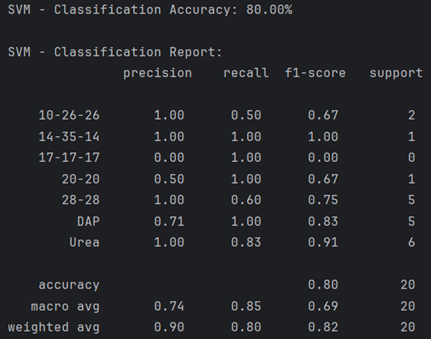 SVM - Classification Accuracy: 80.00%
SVM - Classification Report:
precision recall f1-score support
10-26-26 1.00 0.50 0.67 2
14-35-14 1.00 1.00 1.00 1
17-17-17 0.00 1.00 0.00 0
20-20 0.50 1.00 0.67 1
28-28 1.00 0.60 0.75 5
DAP 0.71 1.00 0.83 5
Urea 1.00 0.83 0.91 6
accuracy 0.80 20
macro avg 0.74 0.85 0.69 20
weighted avg 0.90 0.80 0.82 20